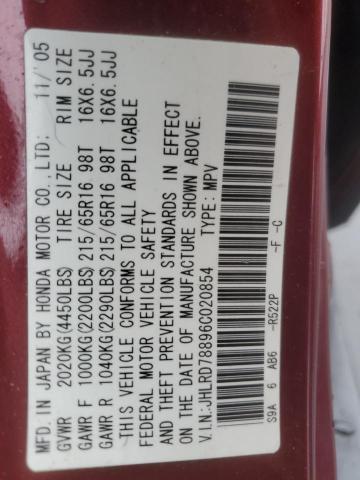 MFD. IN JAPAN BY HONDA MOTOR CO.,LTD; 11/'05
GVWR 2020KG(4450LBS) TIRE SIZE RIM SIZE
GAWR F 1000KG(2200LBS) 215/65R16 98T 16X6.5JJ
GAWR R 1040KG(2290LBS) 215/65R16 98T 16X6.5JJ
THIS VEHICLE CONFORMS TO ALL APPLICABLE
FEDERAL MOTOR VEHICLE SAFETY
AND THEFT PREVENTION STANDARDS IN EFFECT
ON THE DATE OF MANUFACTURE SHOWN ABOVE.
V.I.N:JHLRD78896C020854 TYPE: MPV
S9A 6 AB6 -R522P -F -C